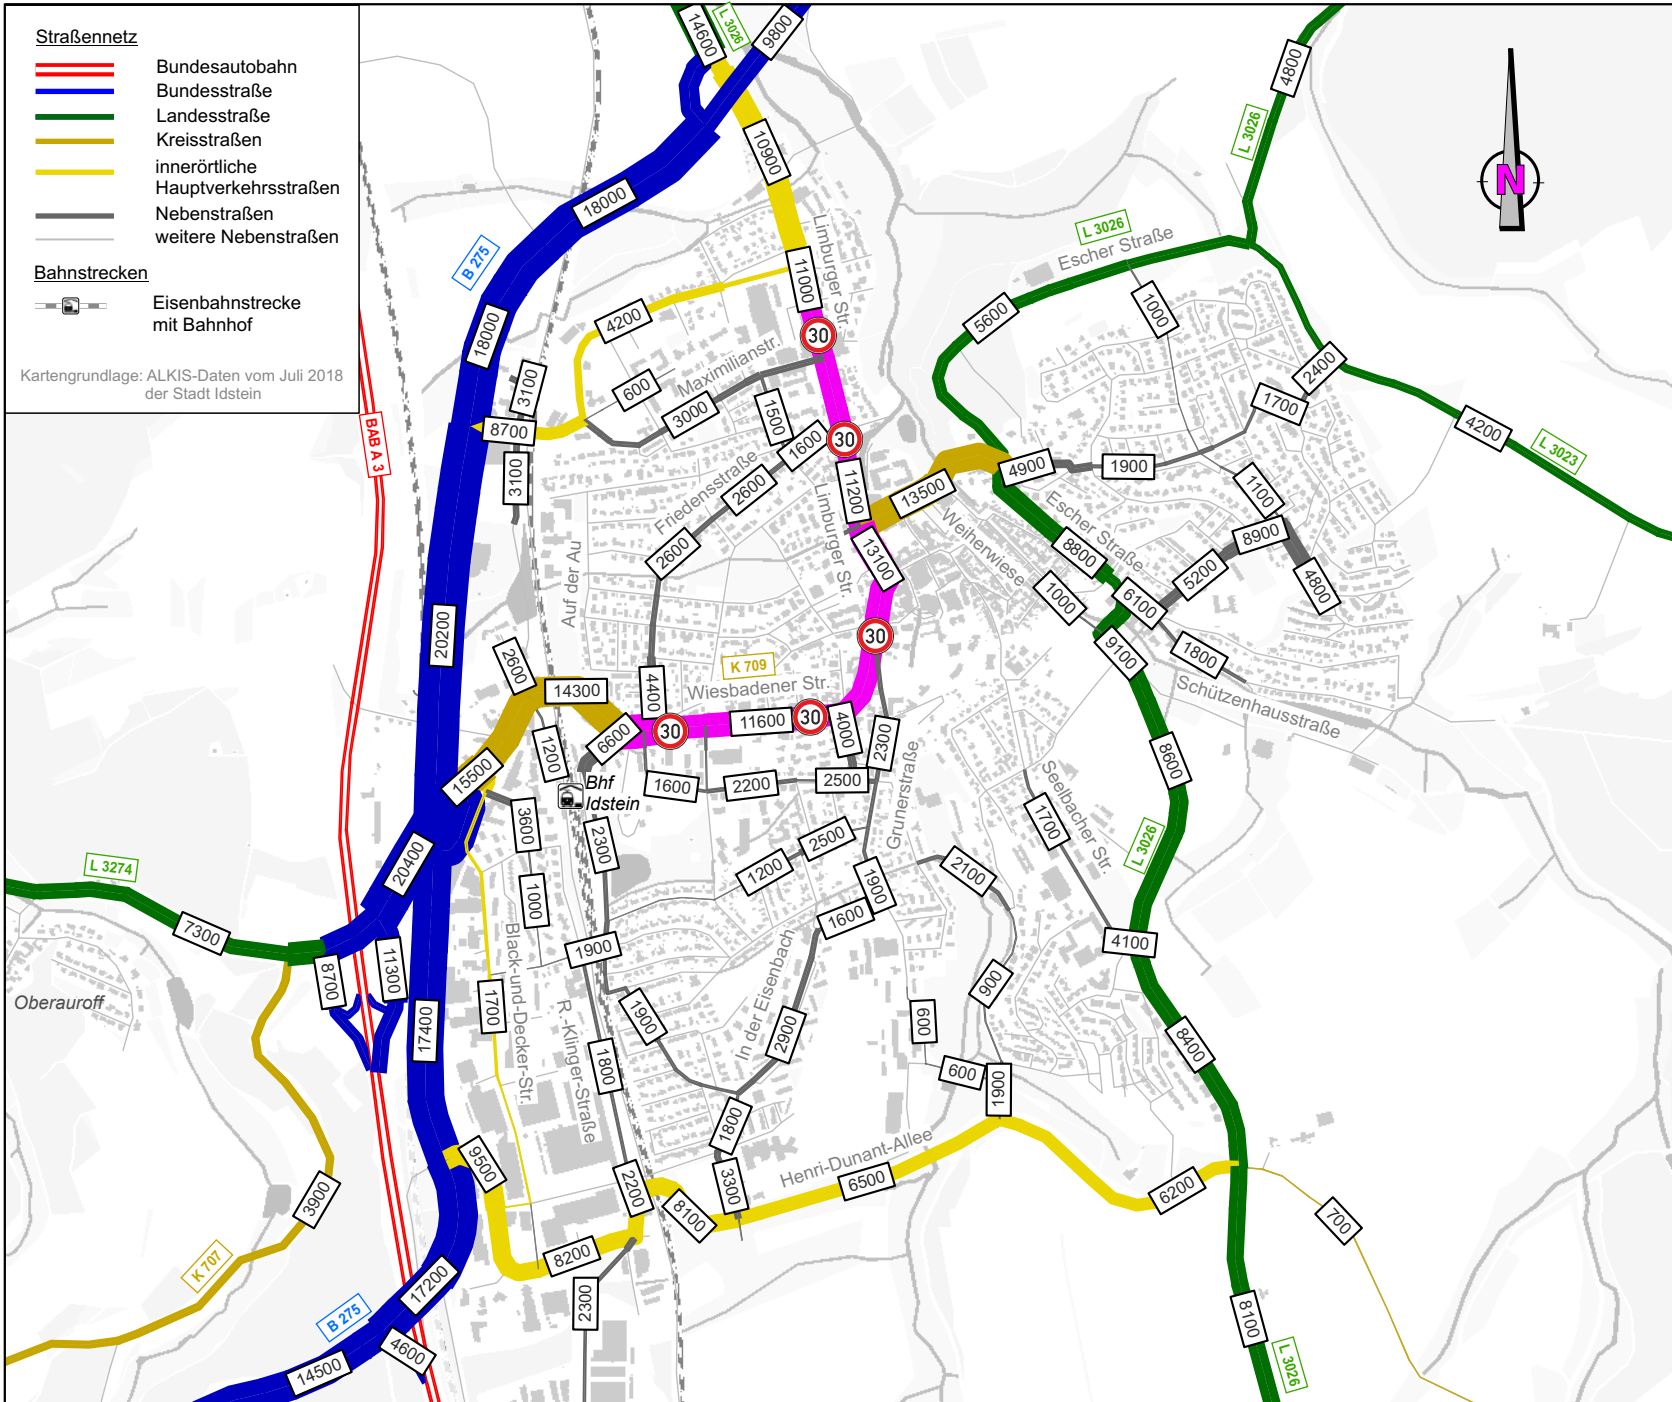 Straßennetz
Bundesautobahn
Bundesstraße
Landesstraße
Kreisstraßen
innerörtliche
Hauptverkehrsstraßen
Nebenstraßen
weitere Nebenstraßen
Bahnstrecken
Eisenbahnstrecke
mit Bahnhof
Kartengrundlage: ALKIS-Daten vom Juli 2018
der Stadt Idstein
14600
L 3026
9800
4800
L 3026
10900
N
18000
L 3026
Escher Straße
B 275
Limburger Str.
11000
1000
5600
4200
18000
30
Maximilianstr.
600
3100
3000
1500
2400
1700
8700
1600
30
4200
L 3023
BAB A 3
3100
2600
Friedensstraße
11200
13500
4900
1900
1100
Limburger Str.
Weiherwiese
Escher Straße
8900
2600
13100
8800
5200
4800
Auf der Au
1000
6100
20200
30
9100
1800
2600
K 709
14300
4400
Wiesbadener Str.
Schützenhausstraße
11600
30
30
4000
2300
6600
1200
8600
15500
Bhf
Idstein
1600
2200
2500
Grunerstraße
Seelbacher Str.
1700
3600
2300
2500
L 3026
20400
L 3274
1200
1900
2100
1000
1600
7300
1900
4100
8700
11300
Black-und-Decker-Str.
In der Eisenbach
900
Oberauroff
1700
R.-Klinger-Straße
1900
2900
600
17400
8400
1800
600
1900
1800
Henri-Dunant-Allee
9500
2200
3300
6500
6200
3900
8100
700
8200
K 707
17200
2300
B 275
8100
4600
14500
L 3026